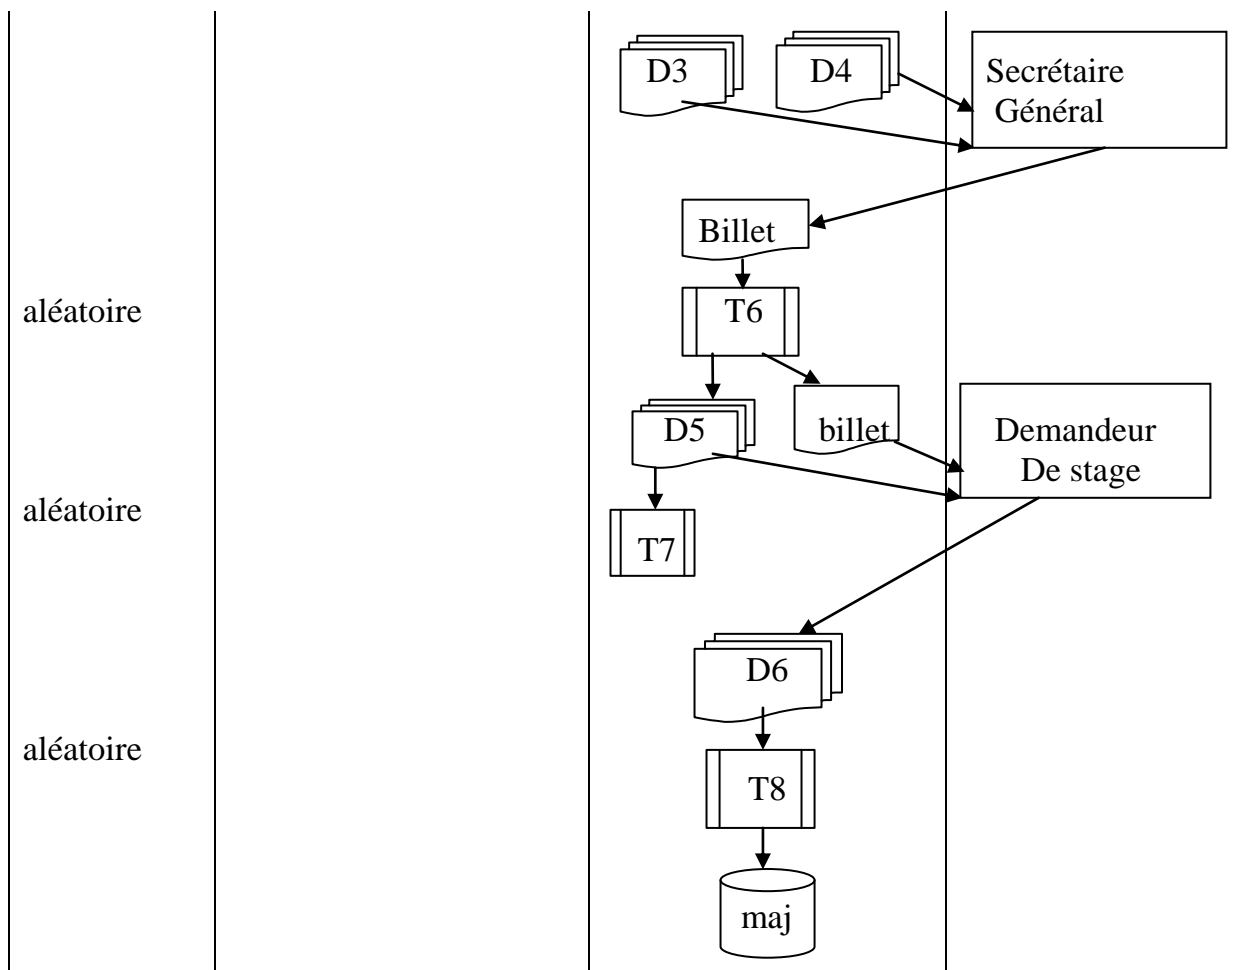 D3
D4
Secrétaire
Général
Billet
aléatoire
T6
D5
billet
Demandeur
De stage
aléatoire
T7
D6
aléatoire
T8
maj